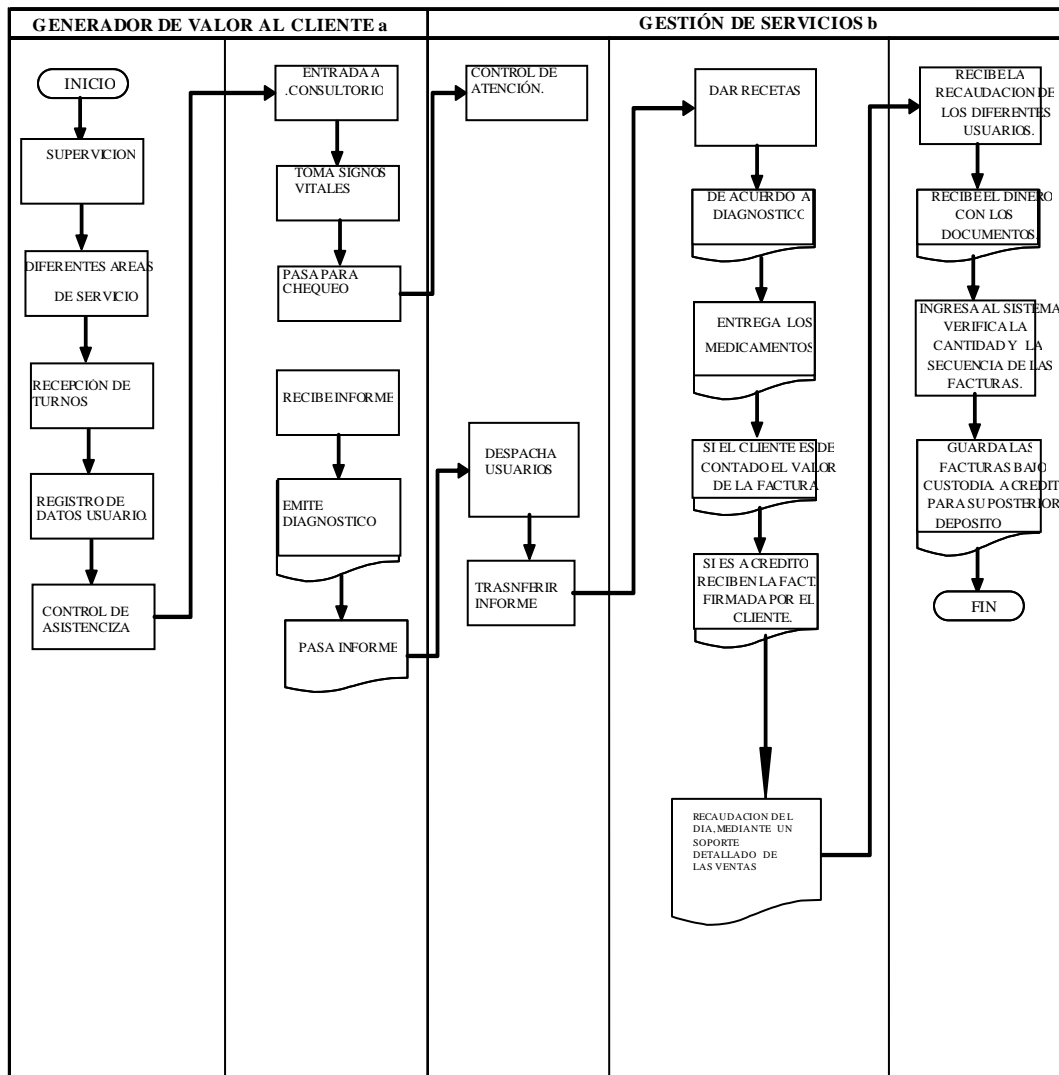 GENERADOR DE VALOR AL CLIENTE a
GESTIÓN DE SERVICIOS b
INICIO
SUPERVICION
DIFERENTES AREAS
DE SERVICIO
RECEPCIÓN DE
TURNOS
REGISTRO DE
DATOS USUARIO.
CONTROL DE
ASISTENCIZA
ENTRADA A
.CONSULTORIO
TOMA SIGNOS
VITALES
PASA PARA
CHEQUEO
RECIBE INFORME
EMITE
DIAGNOSTICO
PASA INFORME
CONTROL DE
ATENCIÓN.
DESPACHA
USUARIOS
TRASNFERIR
INFORME
DAR RECETAS
DE ACUERDO A
DIAGNOSTICO
ENTREGA LOS
MEDICAMENTOS
SI EL CLIENTE ES DE
CONTADO EL VALOR
DE LA FACTURA
SI ES A CREDITO
RECIBEN LA FACT.
FIRMADA POR EL
CLIENTE.
RECAUDACION DEL
DIA, MEDIANTE UN
SOPORTE
DETALLADO DE
LAS VENTAS
RECIBE LA
RECAUDACION DE
LOS DIFERENTES
USUARIOS.
RECIBE EL DINERO
CON LOS
DOCUMENTOS.
INGRESA AL SISTEMA
VERIFICA LA
CANTIDAD Y LA
SECUENCIA DE LAS
FACTURAS.
GUARDA LAS
FACTURAS BAJO
CUSTODIA. A CREDIT
PARA SU POSTERIOR
DEPOSITO
FIN